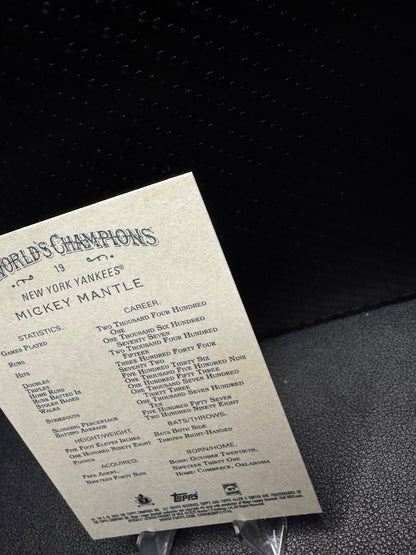 WORLD'S CHAMPIONS
19
NEW YORK YANKEES®
MICKEY MANTLE
STATISTICS.
GAMES PLAYED
RUNS
HITS
DOUBLES
TRIPLES
HOME RUNS
RUNS BATTED IN
STOLEN BASES
WALKS
STRIKEOUTS
SLUGGING PERCENTAGE
BATTING AVERAGE
CAREER.
TWO THOUSAND FOUR HUNDRED
ONE
ONE THOUSAND SIX HUNDRED
SEVENTY SEVEN
TWO THOUSAND FOUR HUNDRED
FIFTEEN
THREE HUNDRED FORTY FOUR
SEVENTY TWO
FIVE HUNDRED THIRTY SIX
ONE THOUSAND FIVE HUNDRED NINE
ONE HUNDRED FIFTY THREE
ONE THOUSAND SEVEN HUNDRED
THIRTY THREE
ONE THOUSAND SEVEN HUNDRED
TEN
FIVE HUNDRED FIFTY SEVEN
TWO HUNDRED NINETY EIGHT
HEIGHT/WEIGHT.
FIVE FOOT ELEVEN INCHES
ONE HUNDRED NINETY EIGHT
POUNDS
BATS/THROWS.
BATS BOTH SIDE
THROWS RIGHT-HANDED
ACQUIRED.
FREE AGENT,
NINETEEN FORTY NINE
BORN/HOME.
BORN: OCTOBER TWENTIETH,
NINETEEN THIRTY ONE
HOME: COMMERCE, OKLAHOMA
TOPPS